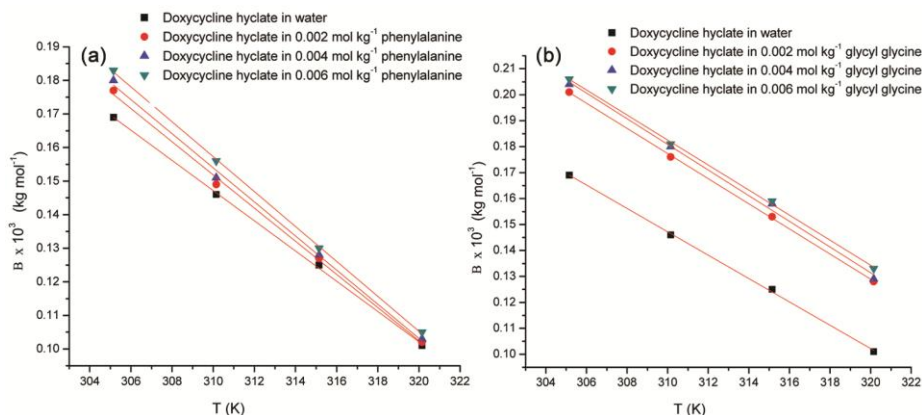 Doxycycline hyclate in water
Doxycycline hyclate in 0.002 mol kg⁻¹ phenylalanine
Doxycycline hyclate in 0.004 mol kg⁻¹ phenylalanine
Doxycycline hyclate in 0.006 mol kg⁻¹ phenylalanine
(a)
0.19
0.18
0.17
0.16
0.15
0.14
0.13
0.12
0.11
0.10
B x 10³ (kg mol⁻¹)
304 306 308 310 312 314 316 318 320 322
T (K)
Doxycycline hyclate in water
Doxycycline hyclate in 0.002 mol kg⁻¹ glycyl glycine
Doxycycline hyclate in 0.004 mol kg⁻¹ glycyl glycine
Doxycycline hyclate in 0.006 mol kg⁻¹ glycyl glycine
(b)
0.21
0.20
0.19
0.18
0.17
0.16
0.15
0.14
0.13
0.12
0.11
0.10
B x 10³ (kg mol⁻¹)
304 306 308 310 312 314 316 318 320 322
T (K)